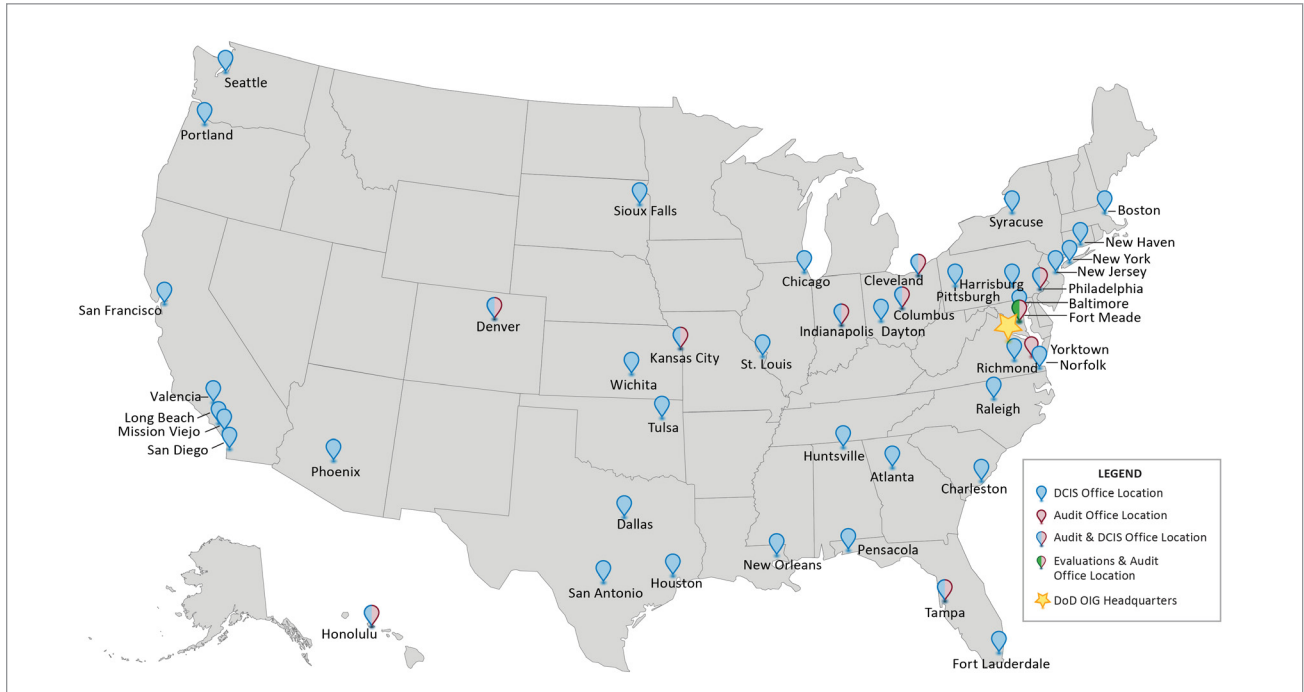 Seattle
Portland
Sioux Falls
Syracuse
Boston
New Haven
New York
New Jersey
Philadelphia
Baltimore
Fort Meade
Chicago
Cleveland
Harrisburg
Pittsburgh
San Francisco
Denver
Indianapolis
Columbus
Dayton
Kansas City
St. Louis
Yorktown
Norfolk
Richmond
Wichita
Raleigh
Valencia
Long Beach
Mission Viejo
San Diego
Tulsa
Phoenix
Huntsville
Atlanta
Charleston
Dallas
New Orleans
Pensacola
San Antonio
Houston
Tampa
Honolulu
Fort Lauderdale
LEGEND
DCIS Office Location
Audit Office Location
Audit & DCIS Office Location
Evaluations & Audit
Office Location
DoD OIG Headquarters